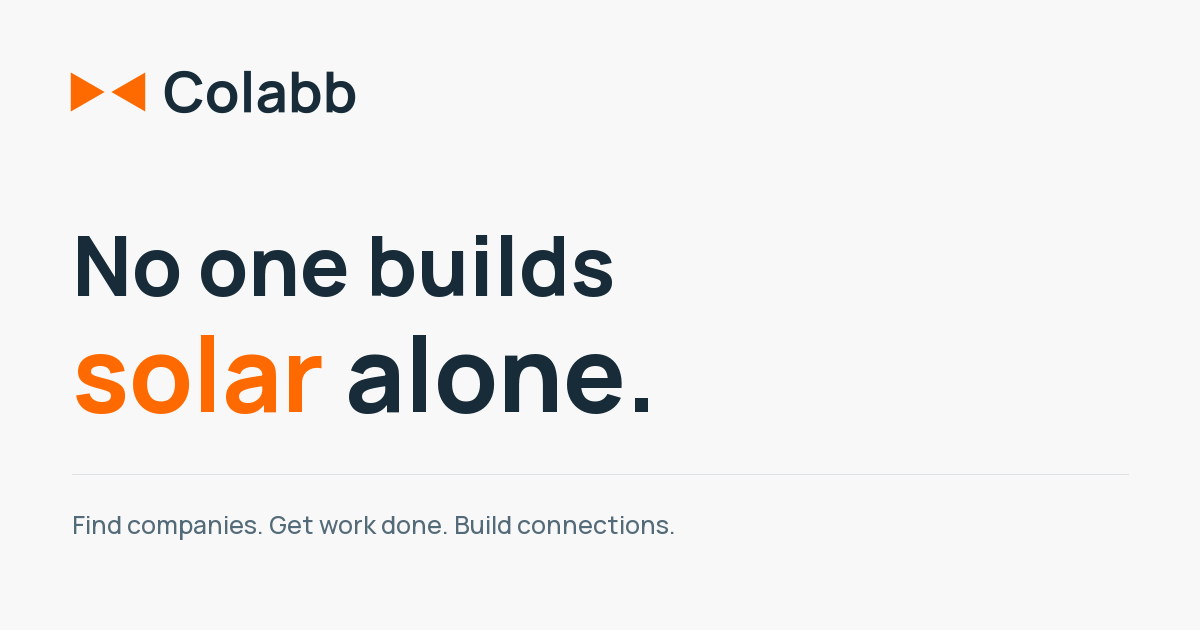 Colabb
No one builds
solar alone.
Find companies. Get work done. Build connections.